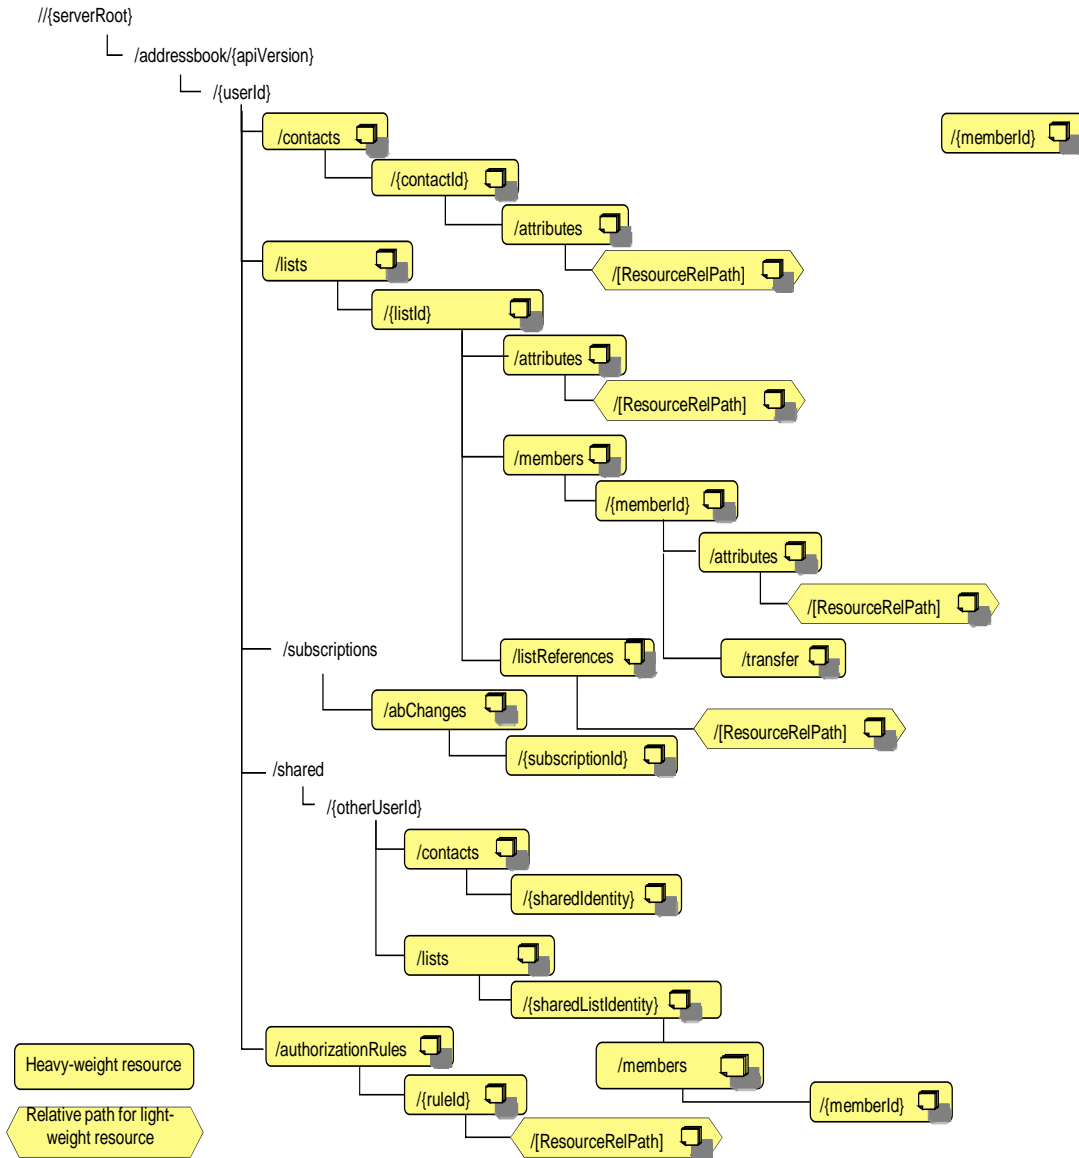 //{serverRoot}
/addressbook/{apiVersion}
/{userId}
/contacts
/{memberId}
/{contactId}
/attributes
/[ResourceRelPath]
/lists
/{listId}
/attributes
/[ResourceRelPath]
/members
/{memberId}
/attributes
/[ResourceRelPath]
/subscriptions
/listReferences
/transfer
/abChanges
/[ResourceRelPath]
/{subscriptionId}
/shared
/{otherUserId}
/contacts
/{sharedIdentity}
/lists
/{sharedListIdentity}
/authorizationRules
/members
Heavy-weight resource
/{ruleId}
/{memberId}
Relative path for light-
weight resource
/[ResourceRelPath]